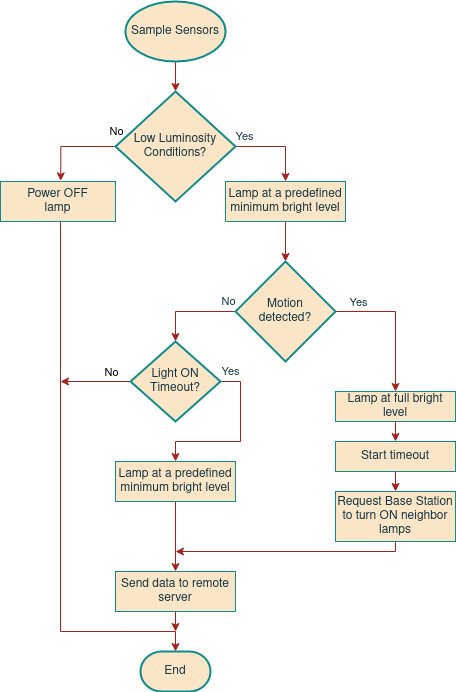 Sample Sensors
No
Low Luminosity
Conditions?
Yes
Power OFF
lamp
Lamp at a predefined
minimum bright level
No
Motion
detected?
Yes
No
Light ON
Timeout?
Yes
Lamp at full bright
level
Start timeout
Lamp at a predefined
minimum bright level
Request Base Station
to turn ON neighbor
lamps
Send data to remote
server
End